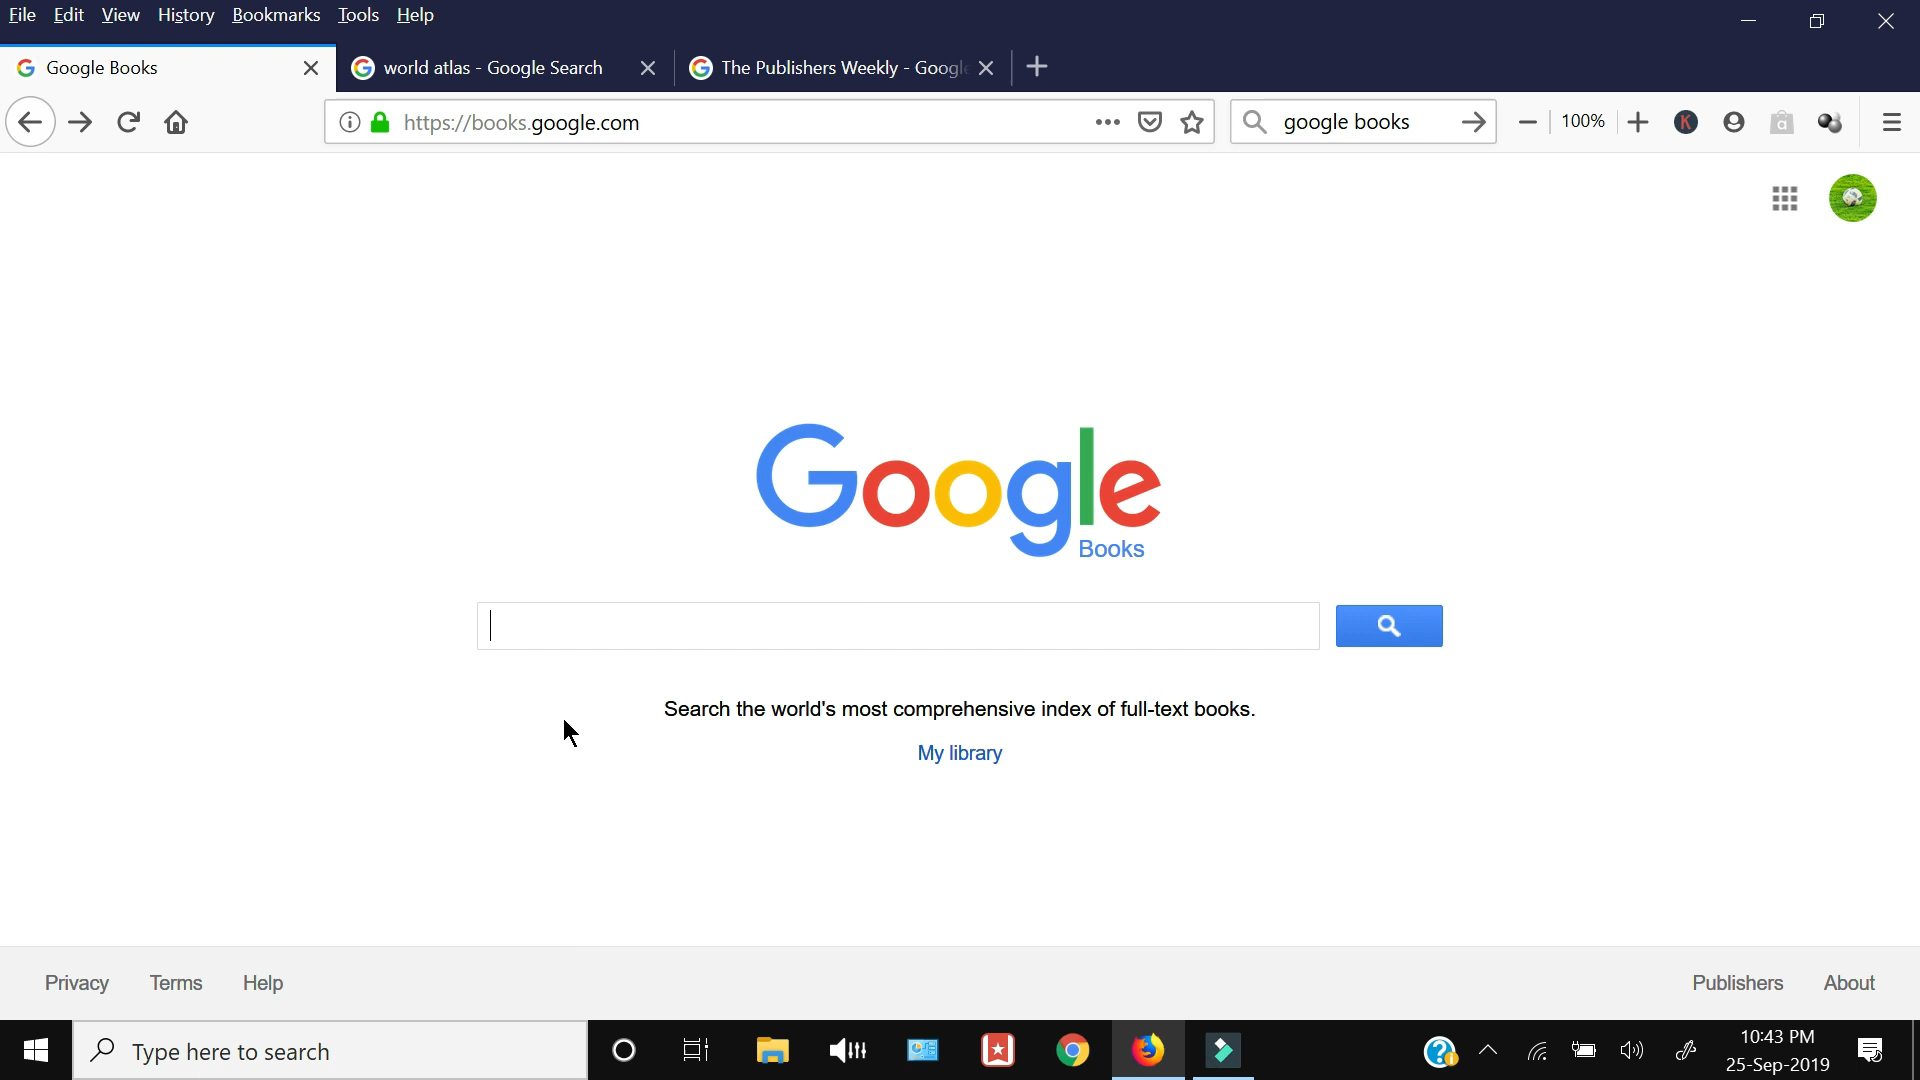 File Edit View History Bookmarks Tools Help
Google Books
world atlas - Google Search
The Publishers Weekly - Googl
https://books.google.com
google books
100%
K
a
Google
Books
Search the world's most comprehensive index of full-text books.
My library
Privacy Terms Help
Publishers About
Type here to search
10:43 PM
25-Sep-2019